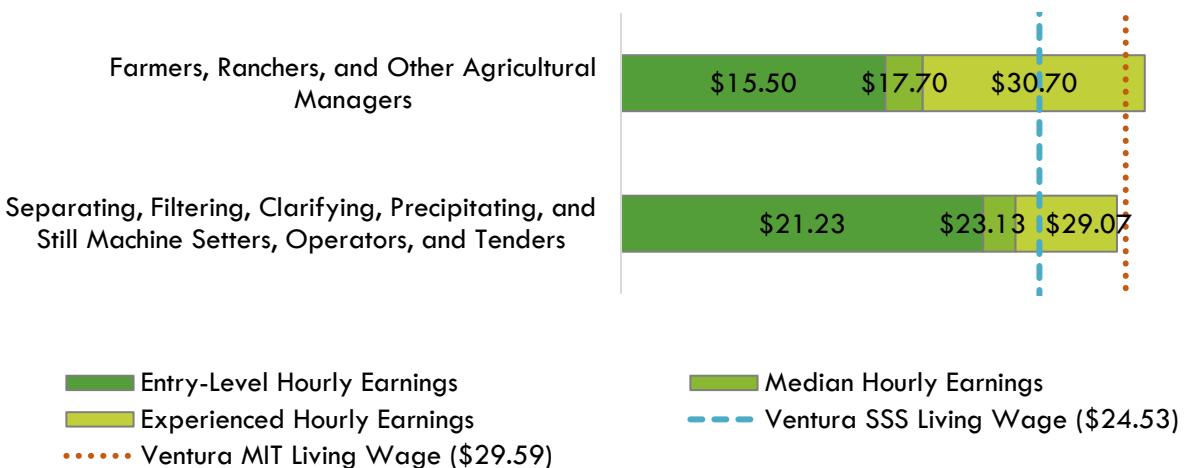 Farmers, Ranchers, and Other Agricultural
Managers
$15.50 $17.70 $30.70
Separating, Filtering, Clarifying, Precipitating, and
Still Machine Setters, Operators, and Tenders
$21.23 $23.13 $29.07
Entry-Level Hourly Earnings
Median Hourly Earnings
Experienced Hourly Earnings
Ventura SSS Living Wage ($24.53)
Ventura MIT Living Wage ($29.59)